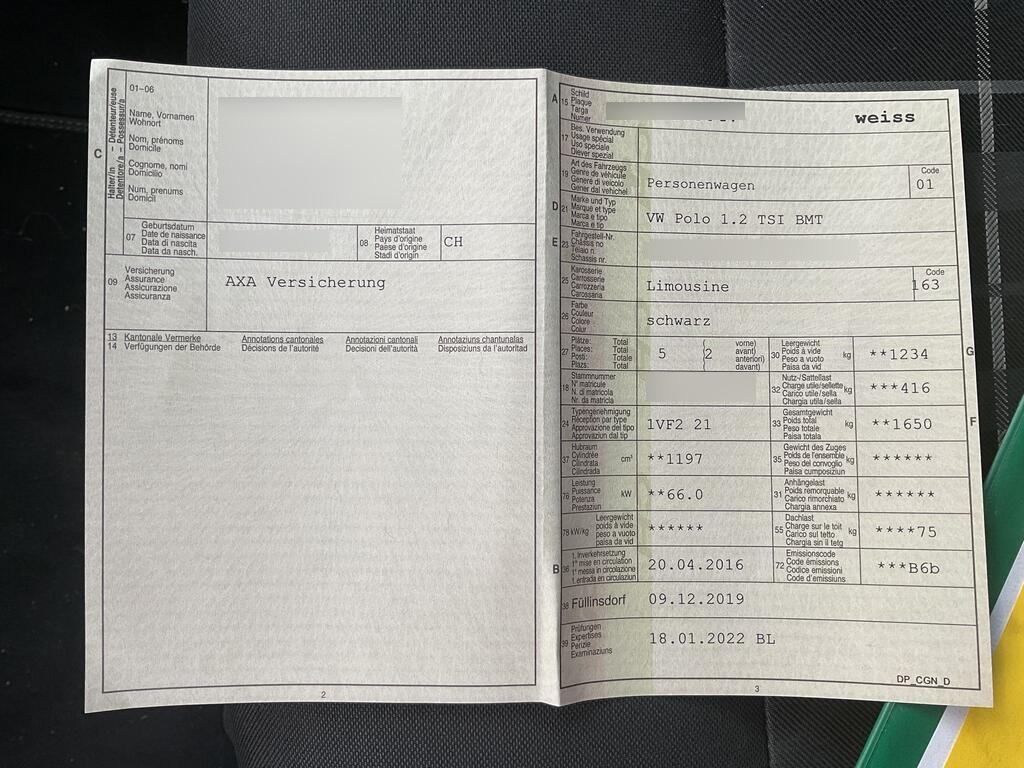 C
Halter/in – Détenteur/euse
Detentore/a – Possessur/a
01–06
Name, Vornamen
Wohnort
Nom, prénoms
Domicile
Cognome, nomi
Domicilio
Num, prenums
Domicil
07
Geburtsdatum
Date de naissance
Data di nascita
Data da nasch.
08
Heimatstaat
Pays d'origine
Paese d'origine
Stadi d'origin
CH
09
Versicherung
Assurance
Assicurazione
Assicuranza
AXA Versicherung
13 Kantonale Vermerke Annotations cantonales Annotazioni cantonali Annotaziuns chantunalas
14 Verfügungen der Behörde Décisions de l'autorité Decisioni dell'autorità Disposiziuns da l'autoritad
2
A
15
Schild
Plaque
Targa
Numer
weiss
17
Bes. Verwendung
Usage spécial
Uso speciale
Diever spezial
19
Art des Fahrzeugs
Genre de véhicule
Genere di veicolo
Gener dal vehichel
Personenwagen
Code
01
D
21
Marke und Typ
Marque et type
Marca e tipo
Marca e tip
VW Polo 1.2 TSI BMT
E
23
Fahrgestell-Nr.
Châssis no
Telaio n.
Schassis nr.
25
Karosserie
Carrosserie
Carrozzeria
Carossaria
Limousine
Code
163
26
Farbe
Couleur
Colore
Colur
schwarz
27
Plätze: Total
Places: Total
Posti: Totale
Plazs: Total
5
(2
vorne)
avant)
anteriori)
davant)
30
Leergewicht
Poids à vide
Peso a vuoto
Paisa da vid
kg
**1234
G
18
Stammnummer
N° matricule
N. di matricola
Nr. da matricla
32
Nutz-/Sattellast
Charge utile/sellette
Carico utile/sella
Chargia utila/sella
kg
***416
24
Typengenehmigung
Réception par type
Approvazione del tipo
Approvaziun dal tip
1VF2 21
33
Gesamtgewicht
Poids total
Peso totale
Paisa totala
kg
**1650
F
37
Hubraum
Cylindrée
Cilindrata
Cilindrada
cm³
**1197
35
Gewicht des Zuges
Poids de l'ensemble
Peso del convoglio
Paisa cumposiziun
kg
******
76
Leistung
Puissance
Potenza
Prestaziun
kW
**66.0
31
Anhängelast
Poids remorquable
Carico rimorchiato
Chargia annexa
kg
******
78 kW/kg
Leergewicht
poids à vide
peso a vuoto
paisa da vid
******
55
Dachlast
Charge sur le toit
Carico sul tetto
Chargia sin il tetg
kg
****75
B
36
1. Inverkehrsetzung
1re mise en circulation
1a messa in circolazione
1. entrada en circulaziun
20.04.2016
72
Emissionscode
Code émissions
Codice emissioni
Code d'emissiuns
***B6b
38 Füllinsdorf 09.12.2019
39
Prüfungen
Expertises
Perizie
Examinaziuns
18.01.2022 BL
DP_CGN_D
3